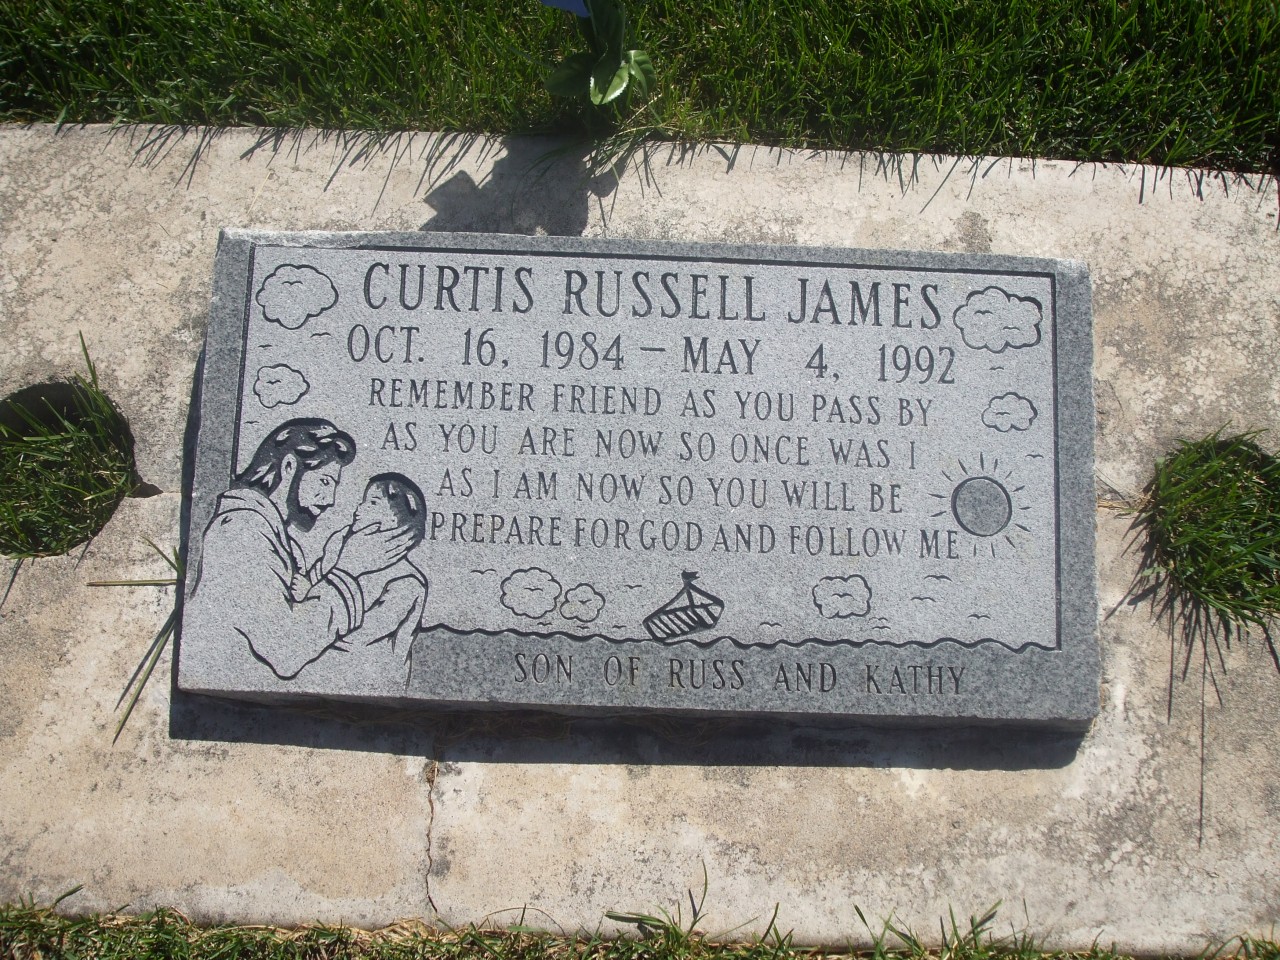 CURTIS RUSSELL JAMES
OCT. 16, 1984 – MAY 4, 1992
REMEMBER FRIEND AS YOU PASS BY
AS YOU ARE NOW SO ONCE WAS I
AS I AM NOW SO YOU WILL BE
PREPARE FOR GOD AND FOLLOW ME
SON OF RUSS AND KATHY